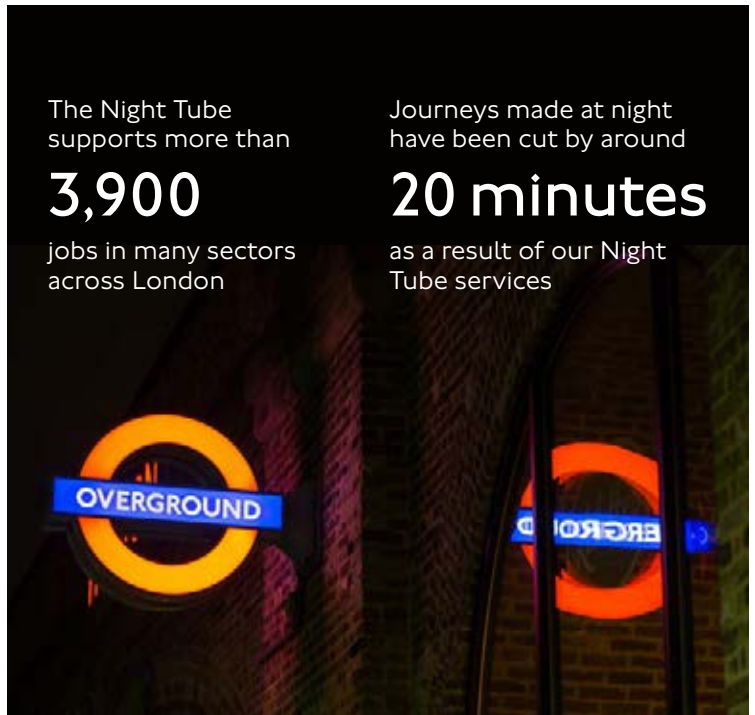 The Night Tube
supports more than
3,900
jobs in many sectors
across London
Journeys made at night
have been cut by around
20 minutes
as a result of our Night
Tube services
OVERGROUND